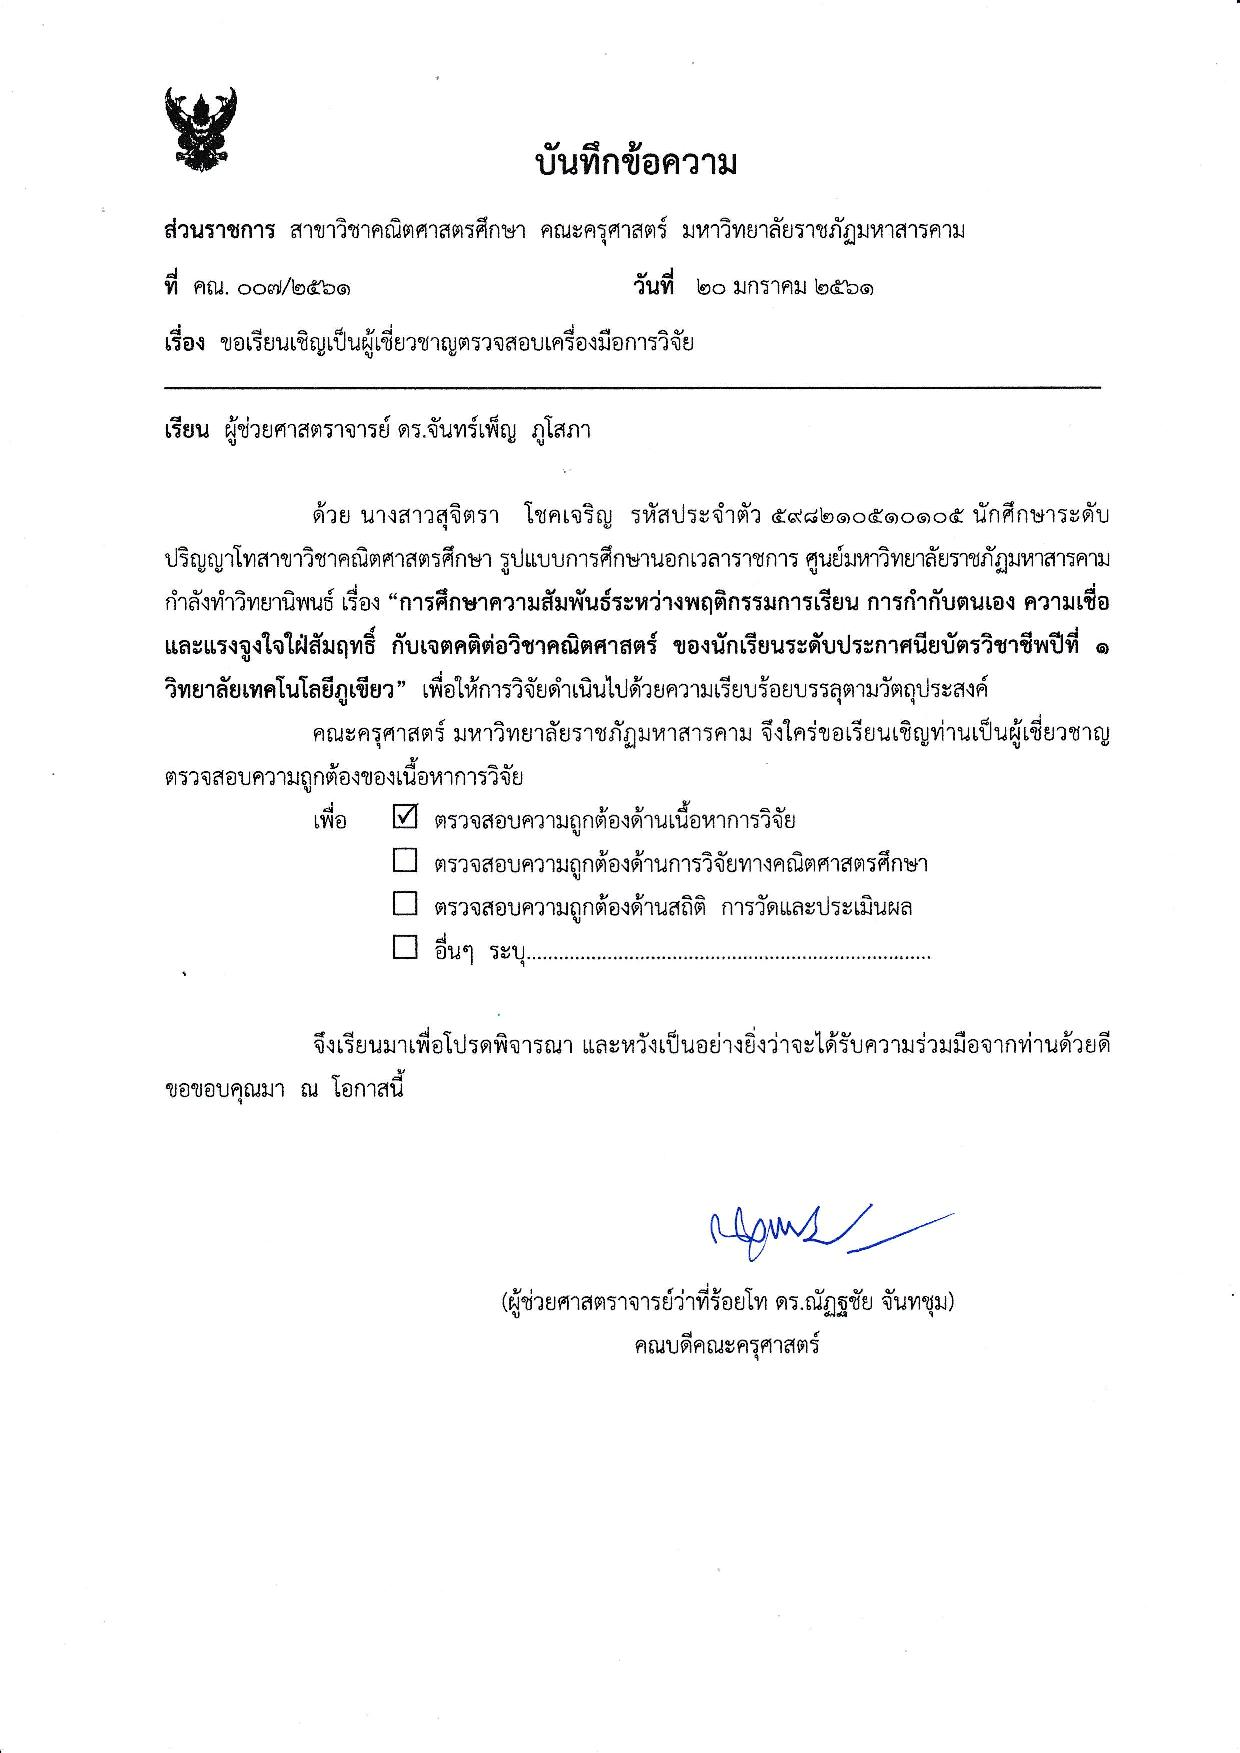 บันทึกข้อความ
ส่วนราชการ สาขาวิชาคณิตศาสตรศึกษา คณะครุศาสตร์ มหาวิทยาลัยราชภัฏมหาสารคาม
ที่ คณ. ๐๐๗/๒๕๖๑ วันที่ ๒๐ มกราคม ๒๕๖๑
เรื่อง ขอเรียนเชิญเป็นผู้เชี่ยวชาญตรวจสอบเครื่องมือการวิจัย
เรียน ผู้ช่วยศาสตราจารย์ ดร.จันทร์เพ็ญ ภูโสภา
ด้วย นางสาวสุจิตรา โชคเจริญ รหัสประจำตัว ๕๙๘๒๑๐๕๑๐๑๐๕ นักศึกษาระดับ
ปริญญาโทสาขาวิชาคณิตศาสตรศึกษา รูปแบบการศึกษานอกเวลาราชการ ศูนย์มหาวิทยาลัยราชภัฏมหาสารคาม
กำลังทำวิทยานิพนธ์ เรื่อง “การศึกษาความสัมพันธ์ระหว่างพฤติกรรมการเรียน การกำกับตนเอง ความเชื่อ
และแรงจูงใจใฝ่สัมฤทธิ์ กับเจตคติต่อวิชาคณิตศาสตร์ ของนักเรียนระดับประกาศนียบัตรวิชาชีพปีที่ ๑
วิทยาลัยเทคโนโลยีภูเขียว” เพื่อให้การวิจัยดำเนินไปด้วยความเรียบร้อยบรรลุตามวัตถุประสงค์
คณะครุศาสตร์ มหาวิทยาลัยราชภัฏมหาสารคาม จึงใคร่ขอเรียนเชิญท่านเป็นผู้เชี่ยวชาญ
ตรวจสอบความถูกต้องของเนื้อหาการวิจัย
เพื่อ ☑ ตรวจสอบความถูกต้องด้านเนื้อหาการวิจัย
☐ ตรวจสอบความถูกต้องด้านการวิจัยทางคณิตศาสตรศึกษา
☐ ตรวจสอบความถูกต้องด้านสถิติ การวัดและประเมินผล
☐ อื่นๆ ระบุ................................................................................
จึงเรียนมาเพื่อโปรดพิจารณา และหวังเป็นอย่างยิ่งว่าจะได้รับความร่วมมือจากท่านด้วยดี
ขอขอบคุณมา ณ โอกาสนี้
(ผู้ช่วยศาสตราจารย์ว่าที่ร้อยโท ดร.ณัฏฐชัย จันทชุม)
คณบดีคณะครุศาสตร์